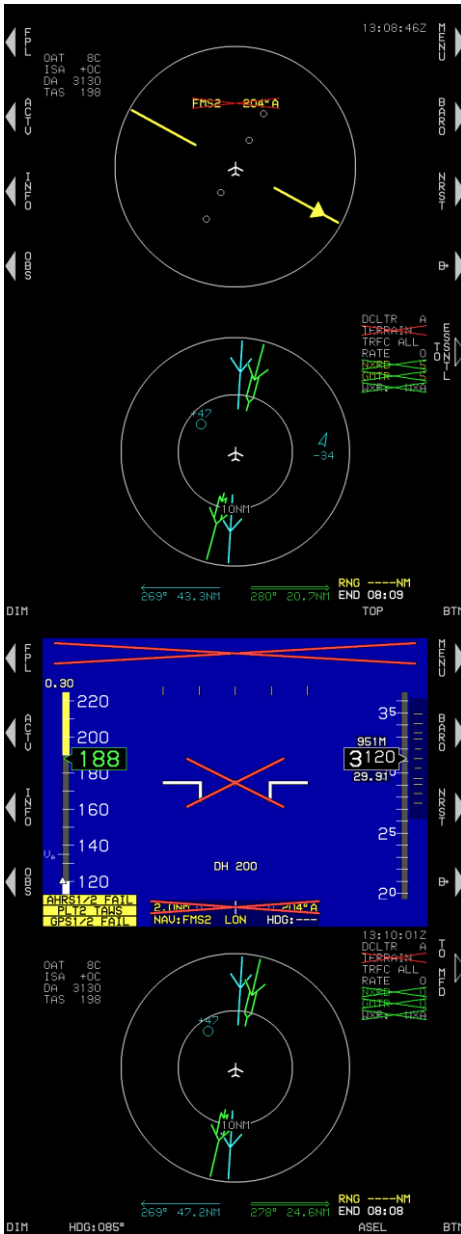 13:08:46Z
FPL
MENU
OAT 8C
ISA +0C
DA 3130
TAS 198
FMS2 204°A
ACTV
BARO
INFO
NRST
OBS
D
DCLTR A
TERRAIN
TRFC ALL
RATE 0
ESSNTL
TO
+47
-34
10NM
269° 43.3NM
280° 20.7NM
RNG ----NM
END 08:09
DIM
TOP
BTM
FPL
MENU
0.30
220
200
188
180
160
140
120
35
951M
3120
29.91
30
25
20
ACTV
BARO
INFO
NRST
VA
DH 200
OBS
D
AHRS1/2 FAIL
PLT2 TAWS
GPS1/2 FAIL
2.0NM 204°A
NAV:FMS2 LON HDG:---
13:10:01Z
DCLTR A
TERRAIN
TRFC ALL
RATE 0
TO MFD
OAT 8C
ISA +0C
DA 3130
TAS 198
+47
10NM
269° 47.2NM
278° 24.6NM
RNG ----NM
END 08:08
DIM
HDG:085°
ASEL
BTM